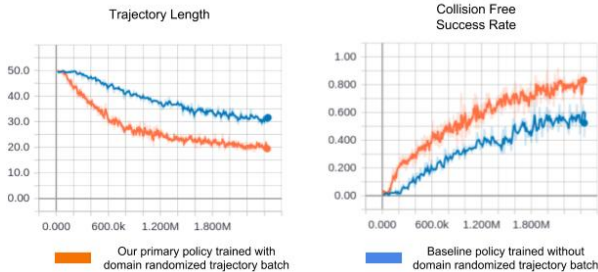 Trajectory Length
50.0
40.0
30.0
20.0
10.0
0.00
0.000 600.0k 1.200M 1.800M
Collision Free
Success Rate
1.00
0.800
0.600
0.400
0.200
0.00
0.000 600.0k 1.200M 1.800M
Our primary policy trained with
domain randomized trajectory batch
Baseline policy trained without
domain randomized trajectory batch